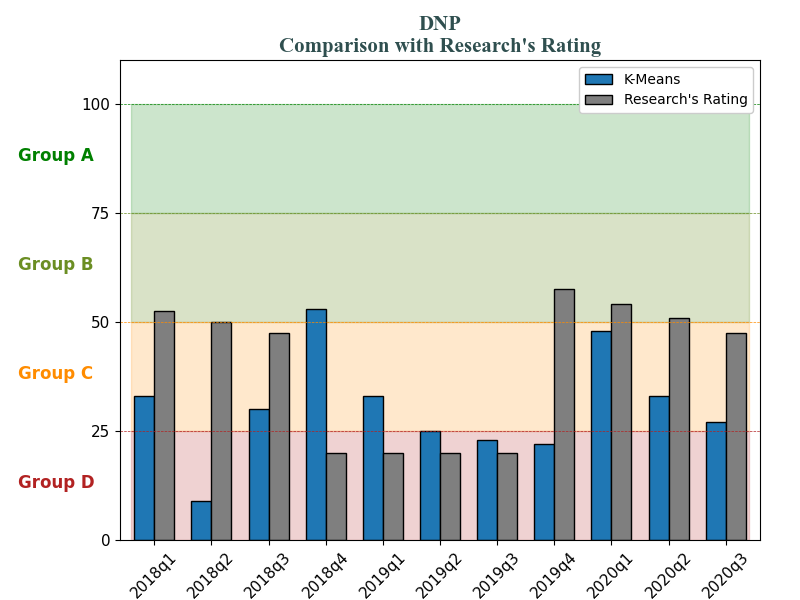 DNP
Comparison with Research's Rating
K-Means
Research's Rating
100
Group A
75
Group B
50
Group C
25
Group D
0
2018q1 2018q2 2018q3 2018q4 2019q1 2019q2 2019q3 2019q4 2020q1 2020q2 2020q3